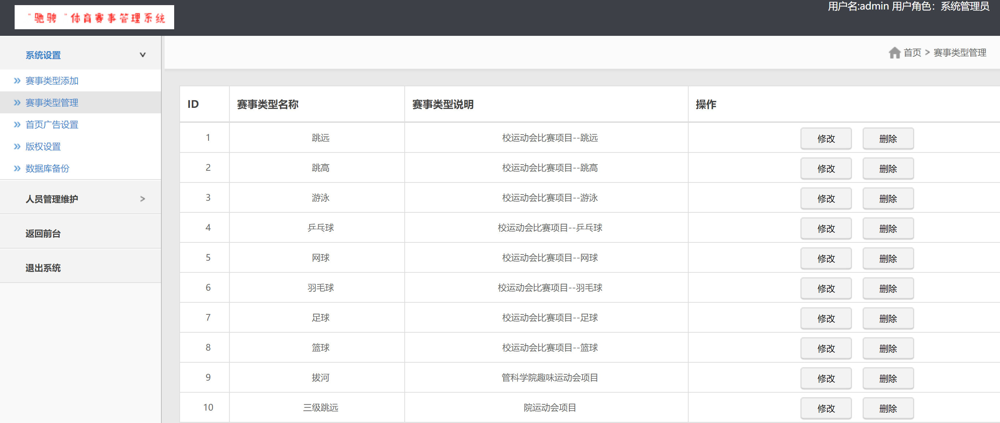 用户名:admin 用户角色：系统管理员
"驰骋"体育赛事管理系统
系统设置
赛事类型添加
赛事类型管理
首页广告设置
版权设置
数据库备份
人员管理维护
返回前台
退出系统
首页 > 赛事类型管理
ID 赛事类型名称 赛事类型说明 操作
1 跳远 校运动会比赛项目--跳远 修改 删除
2 跳高 校运动会比赛项目--跳高 修改 删除
3 游泳 校运动会比赛项目--游泳 修改 删除
4 乒乓球 校运动会比赛项目--乒乓球 修改 删除
5 网球 校运动会比赛项目--网球 修改 删除
6 羽毛球 校运动会比赛项目--羽毛球 修改 删除
7 足球 校运动会比赛项目--足球 修改 删除
8 篮球 校运动会比赛项目--篮球 修改 删除
9 拔河 管科学院趣味运动会项目 修改 删除
10 三级跳远 院运动会项目 修改 删除